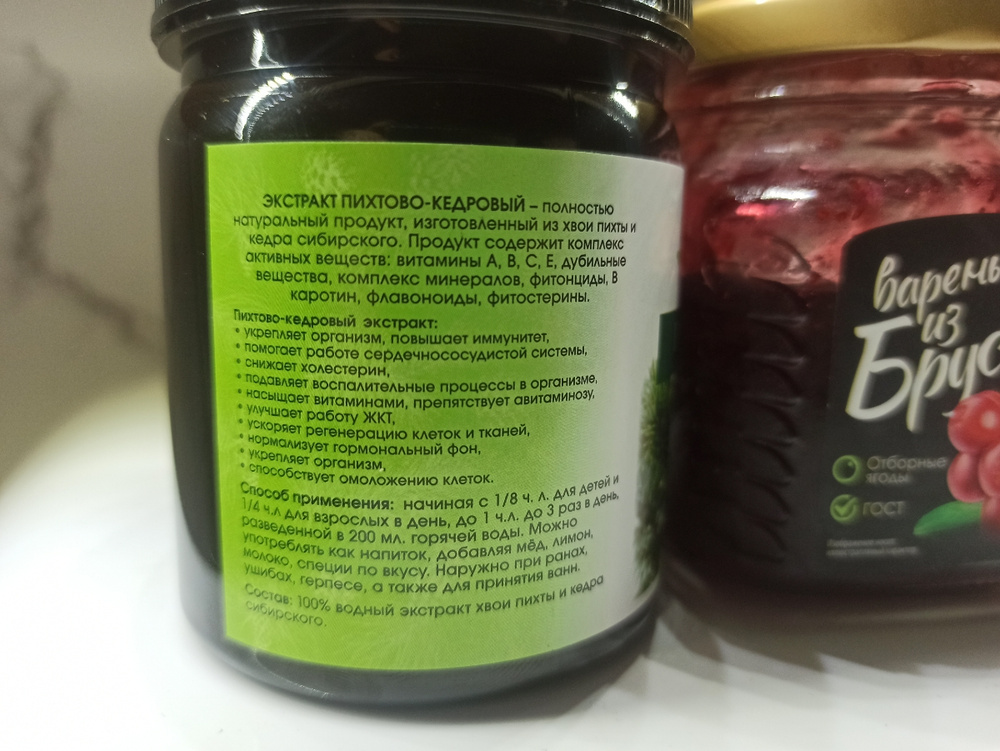 ЭКСТРАКТ ПИХТОВО-КЕДРОВЫЙ – полностью
натуральный продукт, изготовленный из хвои пихты и
кедра сибирского. Продукт содержит комплекс
активных веществ: витамины А, В, С, Е, дубильные
вещества, комплекс минералов, фитонциды, В
каротин, флавоноиды, фитостерины.
Пихтово-кедровый экстракт:
• укрепляет организм, повышает иммунитет,
• помогает работе сердечнососудистой системы,
• снижает холестерин,
• подавляет воспалительные процессы в организме,
• насыщает витаминами, препятствует авитаминозу,
• улучшает работу ЖКТ,
• ускоряет регенерацию клеток и тканей,
• нормализует гормональный фон,
• укрепляет организм,
• способствует омоложению клеток.
Способ применения: начиная с 1/8 ч. л. для детей и
1/4 ч.л для взрослых в день, до 1 ч.л. до 3 раз в день,
разведенной в 200 мл. горячей воды. Можно
употреблять как напиток, добавляя мёд, лимон,
молоко, специи по вкусу. Наружно при ранах,
ушибах, герпесе, а также для принятия ванн.
Состав: 100% водный экстракт хвои пихты и кедра
сибирского.
варень
из
Брус
Отборные
ягоды
ГОСТ